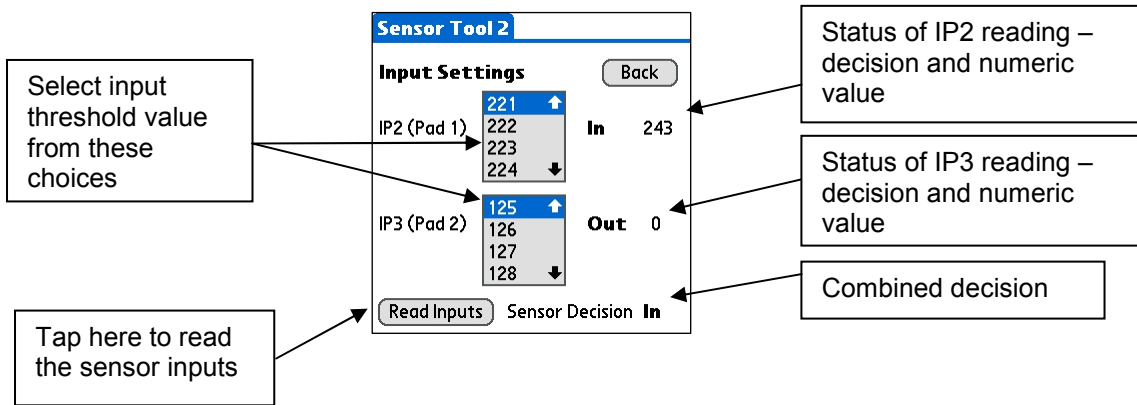 Sensor Tool 2
Input Settings
Back
IP2 (Pad 1)
221
222
223
224
In 243
IP3 (Pad 2)
125
126
127
128
Out 0
Read Inputs
Sensor Decision In
Select input
threshold value
from these
choices
Tap here to read
the sensor inputs
Status of IP2 reading –
decision and numeric
value
Status of IP3 reading –
decision and numeric
value
Combined decision